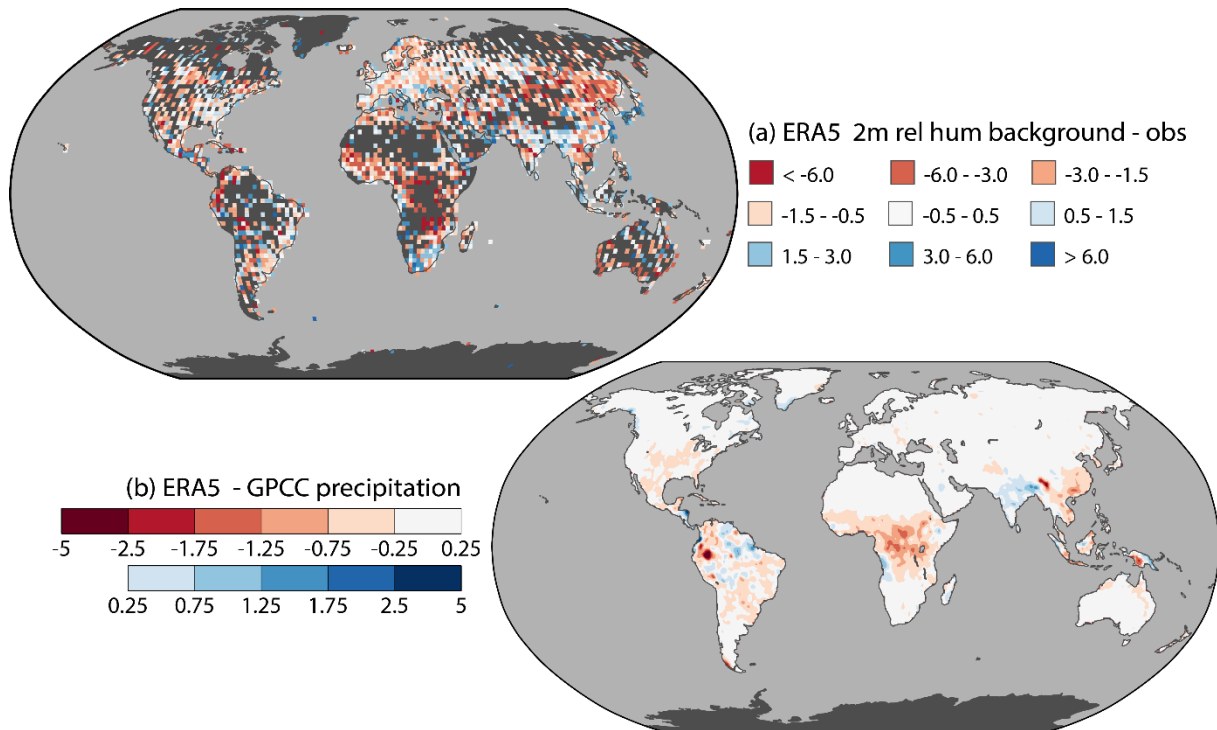 (a) ERA5 2m rel hum background - obs
< -6.0 -6.0 - -3.0 -3.0 - -1.5
-1.5 - -0.5 -0.5 - 0.5 0.5 - 1.5
1.5 - 3.0 3.0 - 6.0 > 6.0
(b) ERA5 - GPCC precipitation
-5 -2.5 -1.75 -1.25 -0.75 -0.25 0.25
0.25 0.75 1.25 1.75 2.5 5